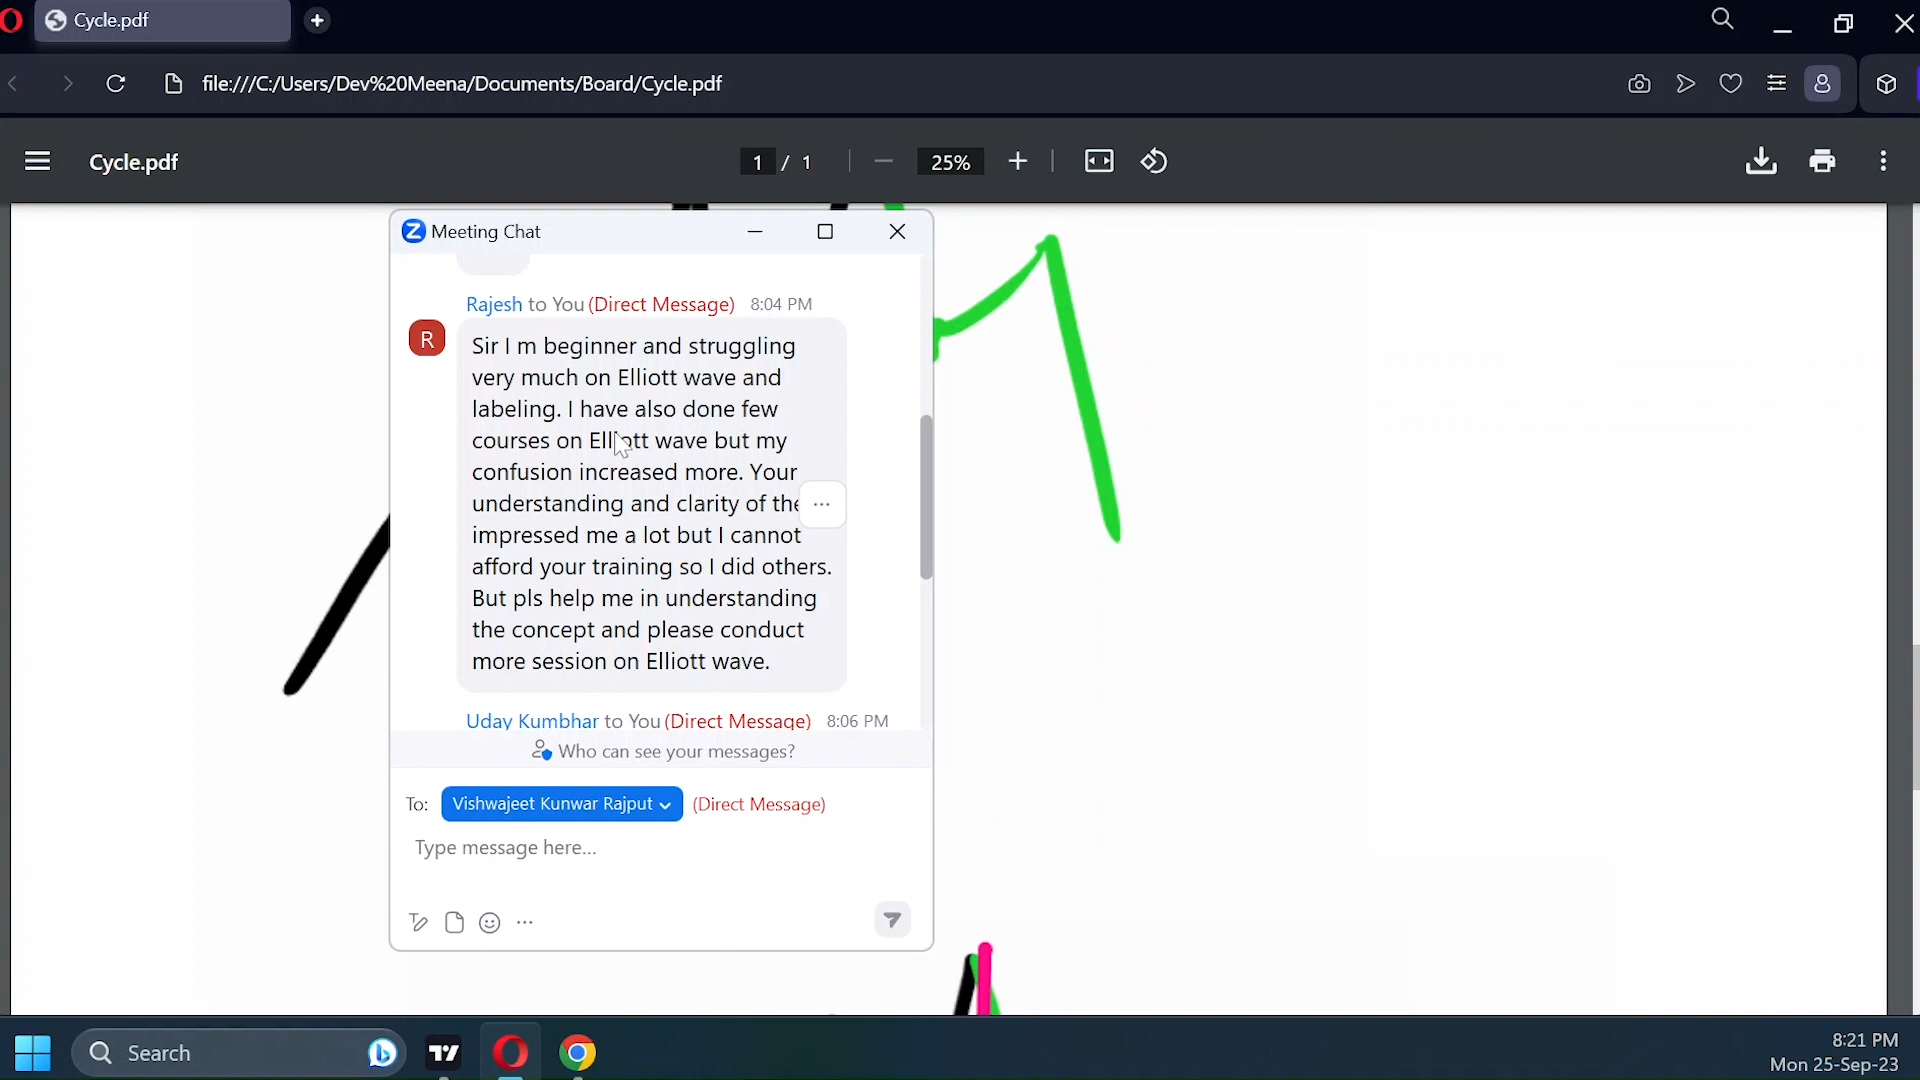 Cycle.pdf
file:///C:/Users/Dev%20Meena/Documents/Board/Cycle.pdf
Cycle.pdf
1 / 1
25%
Meeting Chat
Rajesh to You (Direct Message) 8:04 PM
R
Sir I m beginner and struggling
very much on Elliott wave and
labeling. I have also done few
courses on Elliott wave but my
confusion increased more. Your
understanding and clarity of the
impressed me a lot but I cannot
afford your training so I did others.
But pls help me in understanding
the concept and please conduct
more session on Elliott wave.
Uday Kumbhar to You (Direct Message) 8:06 PM
Who can see your messages?
To: Vishwajeet Kunwar Rajput (Direct Message)
Type message here...
Search
8:21 PM
Mon 25-Sep-23